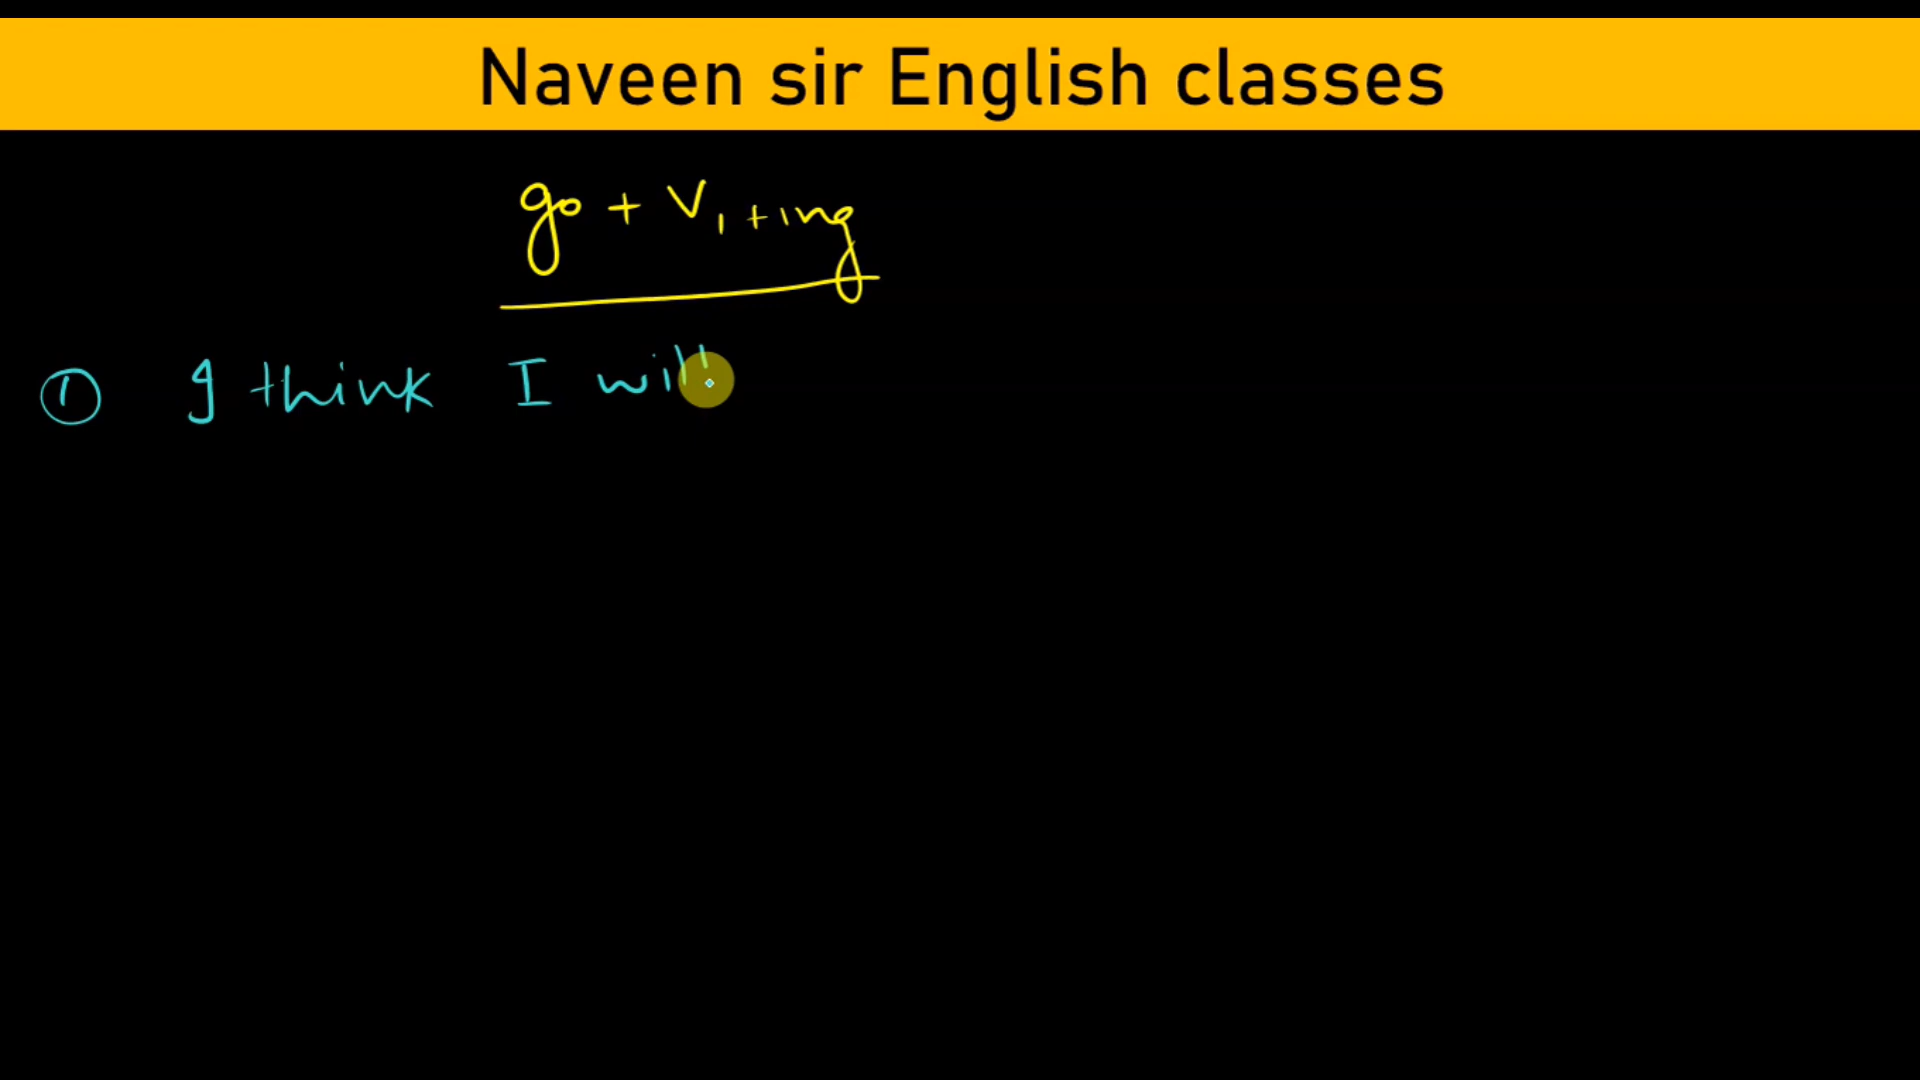 Naveen sir English classes
go + V1 + ing
① I think I will